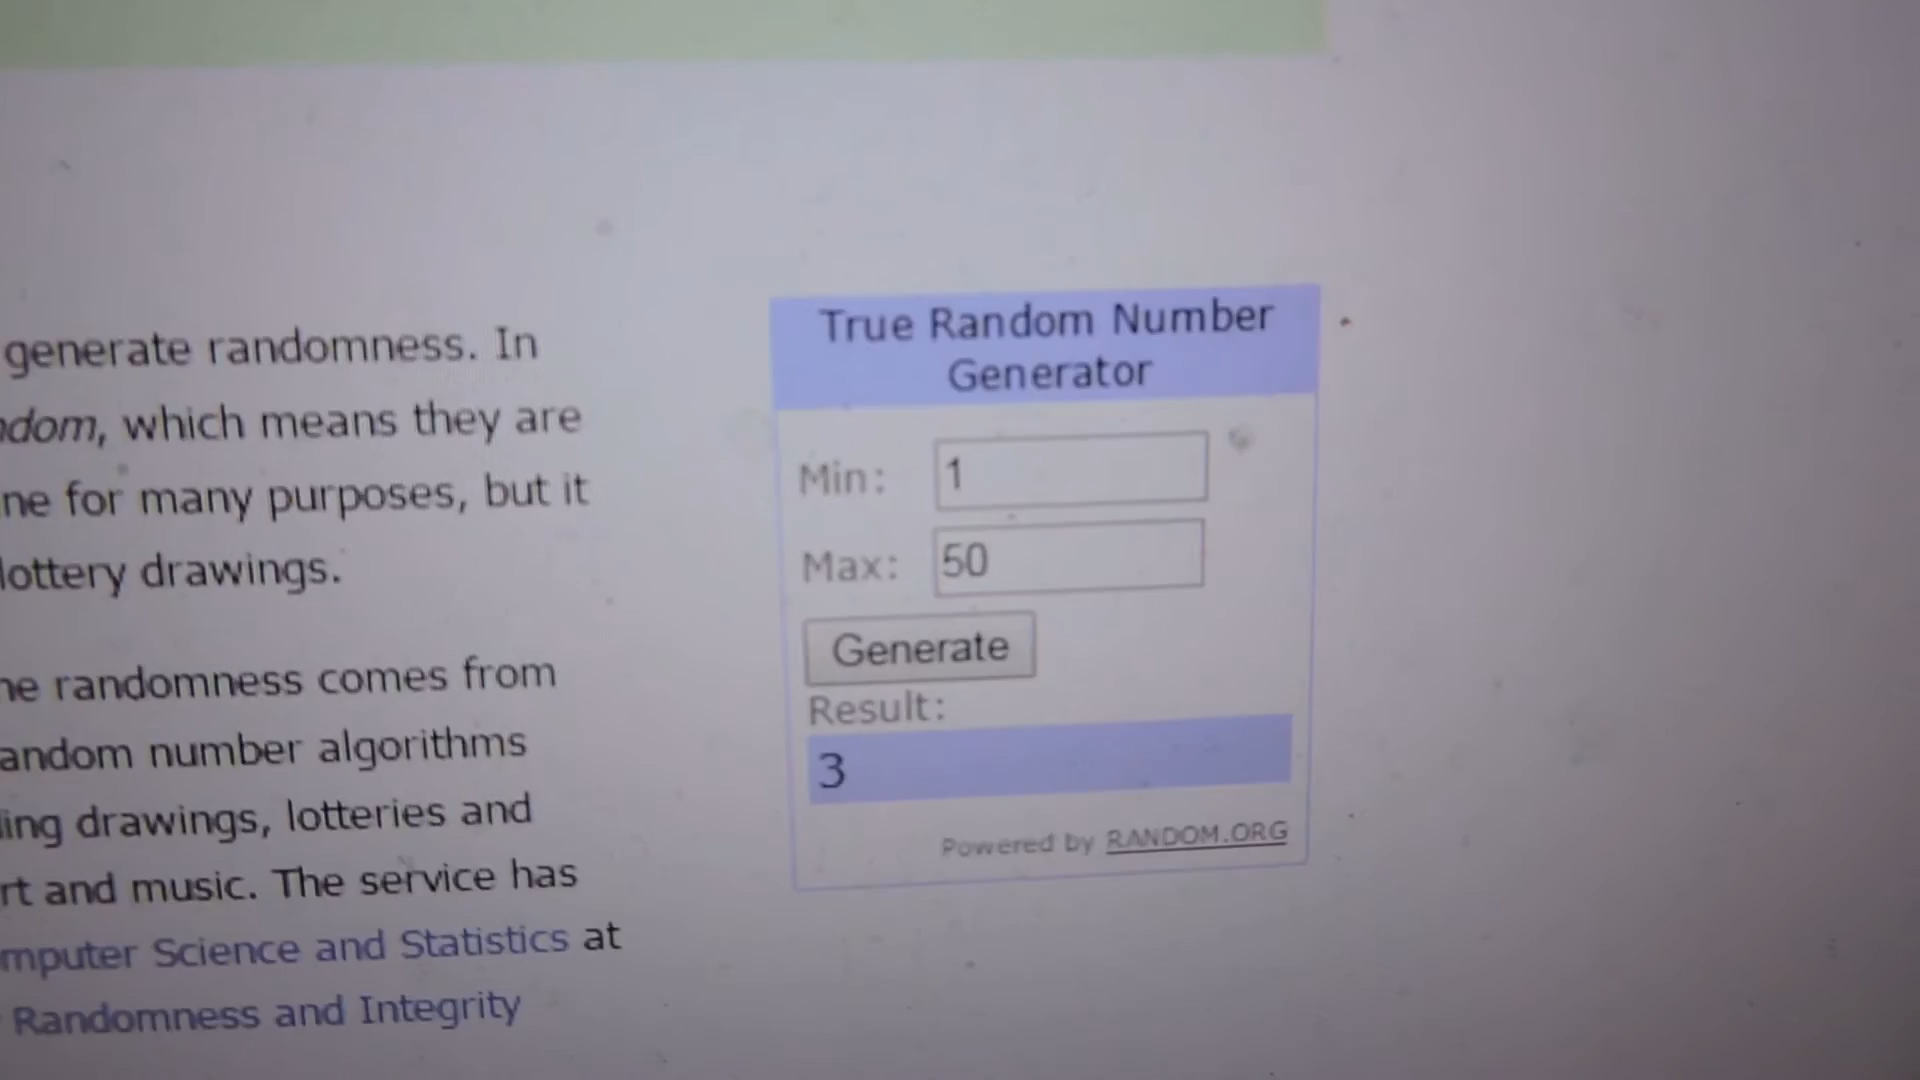 generate randomness. In
dom, which means they are
ne for many purposes, but it
lottery drawings.
he randomness comes from
andom number algorithms
ing drawings, lotteries and
rt and music. The service has
mputer Science and Statistics at
Randomness and Integrity
True Random Number
Generator
Min: 1
Max: 50
Generate
Result:
3
Powered by RANDOM.ORG